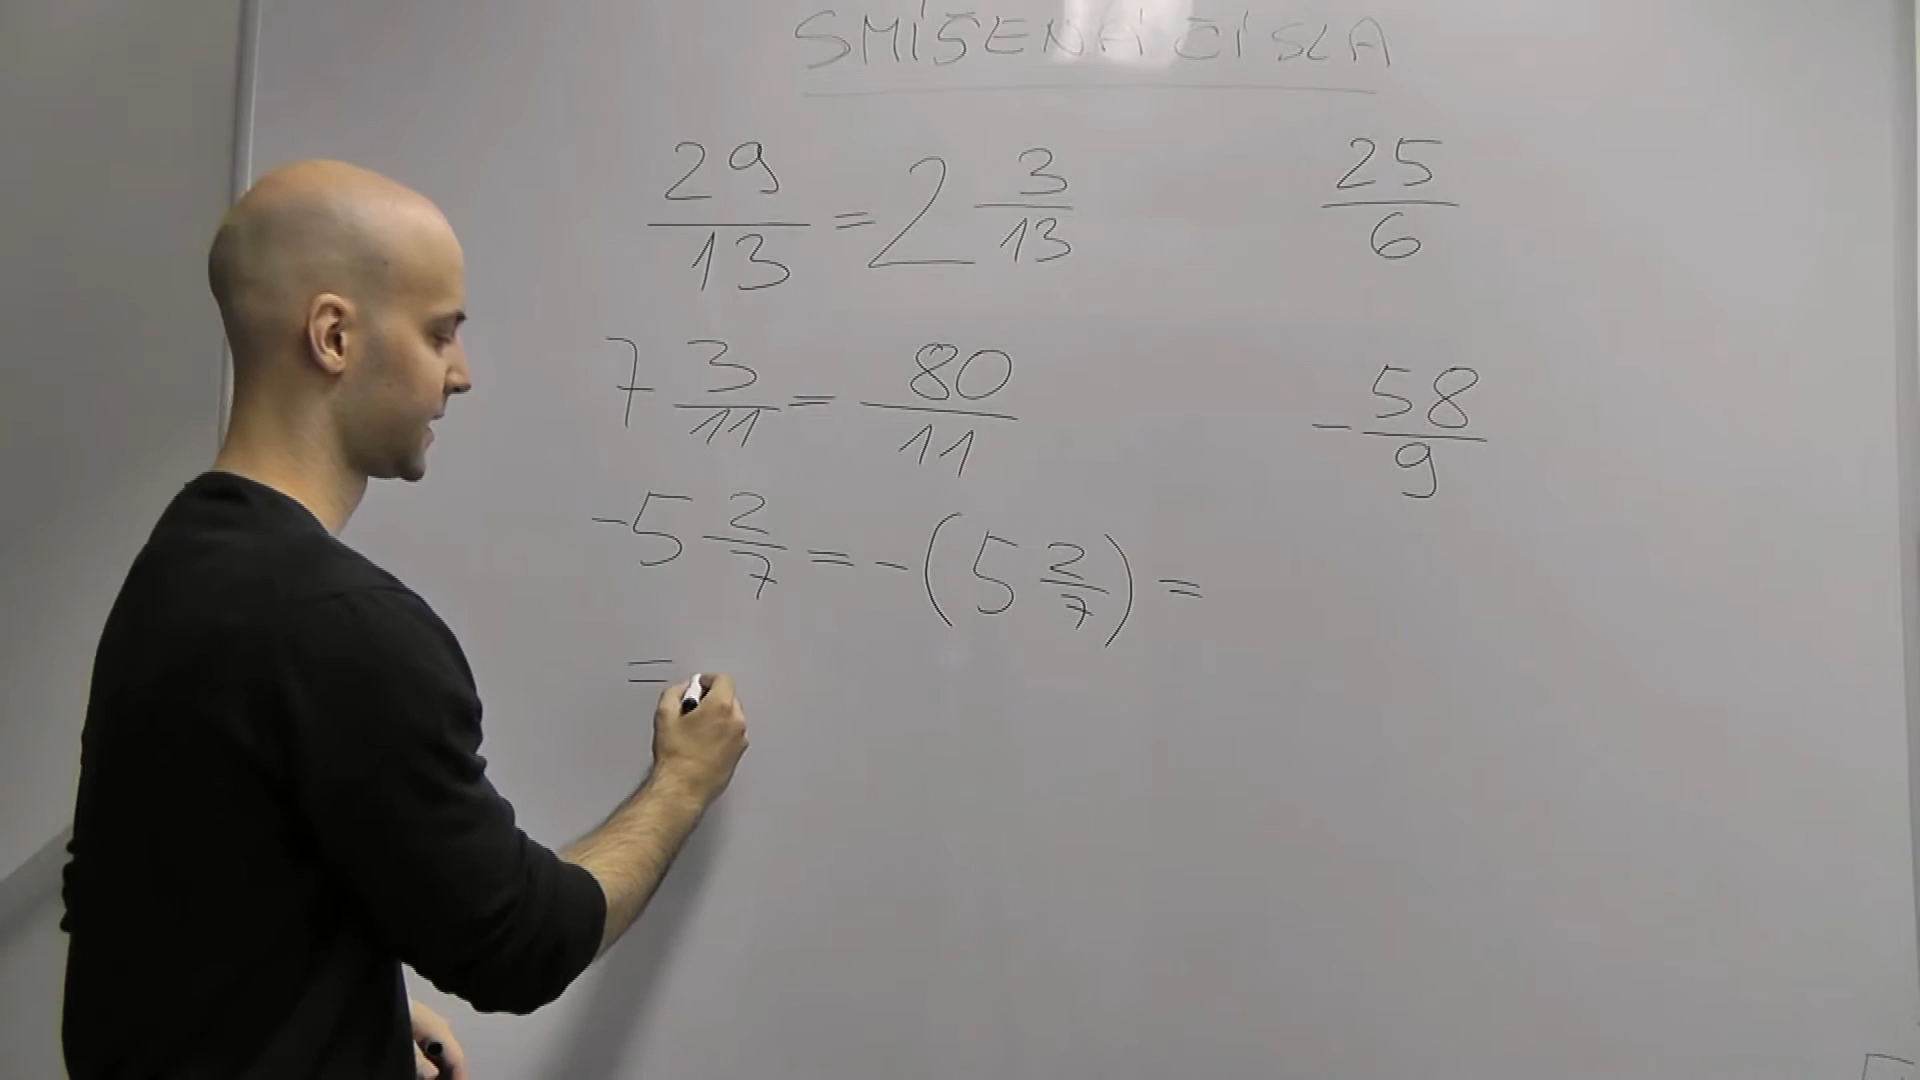 SMÍŠENÁ ČÍSLA
29/13 = 2 3/13
25/6
7 3/11 = 80/11
-58/9
-5 2/7 = -(5 2/7) =
=